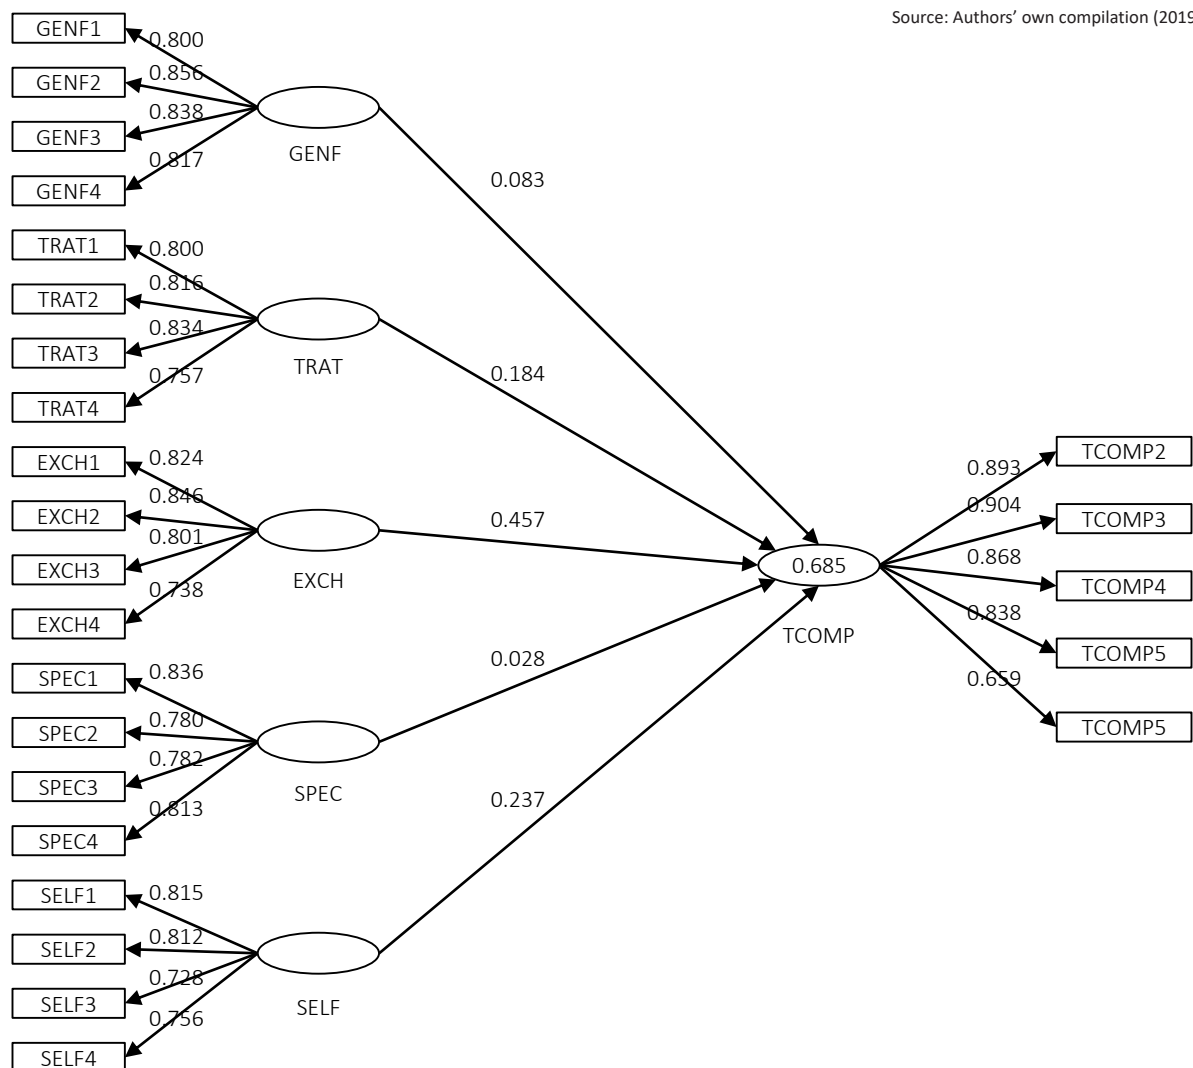 Source: Authors' own compilation (2019
GENF1
0.800
GENF2
0.856
GENF3
0.838
GENF4
0.817
GENF
0.083
TRAT1
0.800
TRAT2
0.816
TRAT3
0.834
TRAT4
0.757
TRAT
0.184
EXCH1
0.824
EXCH2
0.846
EXCH3
0.801
EXCH4
0.738
EXCH
0.457
SPEC1
0.836
SPEC2
0.780
SPEC3
0.782
SPEC4
0.813
SPEC
0.028
SELF1
0.815
SELF2
0.812
SELF3
0.728
SELF4
0.756
SELF
0.237
0.685
TCOMP
0.893
TCOMP2
0.904
TCOMP3
0.868
TCOMP4
0.838
TCOMP5
0.659
TCOMP5